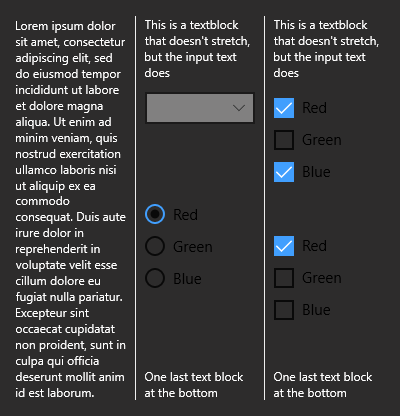 Lorem ipsum dolor
sit amet, consectetur
adipiscing elit, sed
do eiusmod tempor
incididunt ut labore
et dolore magna
aliqua. Ut enim ad
minim veniam, quis
nostrud exercitation
ullamco laboris nisi
ut aliquip ex ea
commodo
consequat. Duis aute
irure dolor in
reprehenderit in
voluptate velit esse
cillum dolore eu
fugiat nulla pariatur.
Excepteur sint
occaecat cupidatat
non proident, sunt in
culpa qui officia
deserunt mollit anim
id est laborum.
This is a textblock
that doesn't stretch,
but the input text
does
Red
Green
Blue
One last text block
at the bottom
This is a textblock
that doesn't stretch,
but the input text
does
Red
Green
Blue
Red
Green
Blue
One last text block
at the bottom